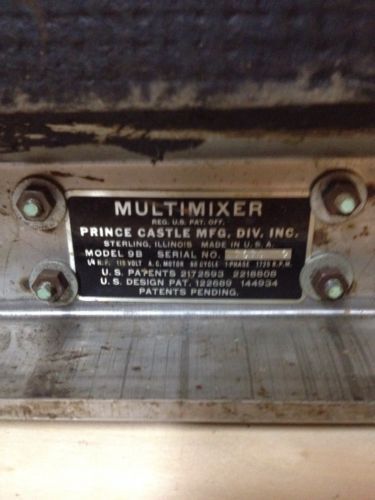 MULTIMIXER
REG. U.S. PAT. OFF.
PRINCE CASTLE MFG. DIV. INC.
STERLING, ILLINOIS MADE IN U.S.A.
MODEL 9B SERIAL NO.
1/4 H.P. 115 VOLT A.C. MOTOR 60 CYCLE 1 PHASE 1725 R.P.M.
U.S. PATENTS 2172593 2218608
U.S. DESIGN PAT. 122689 144934
PATENTS PENDING.